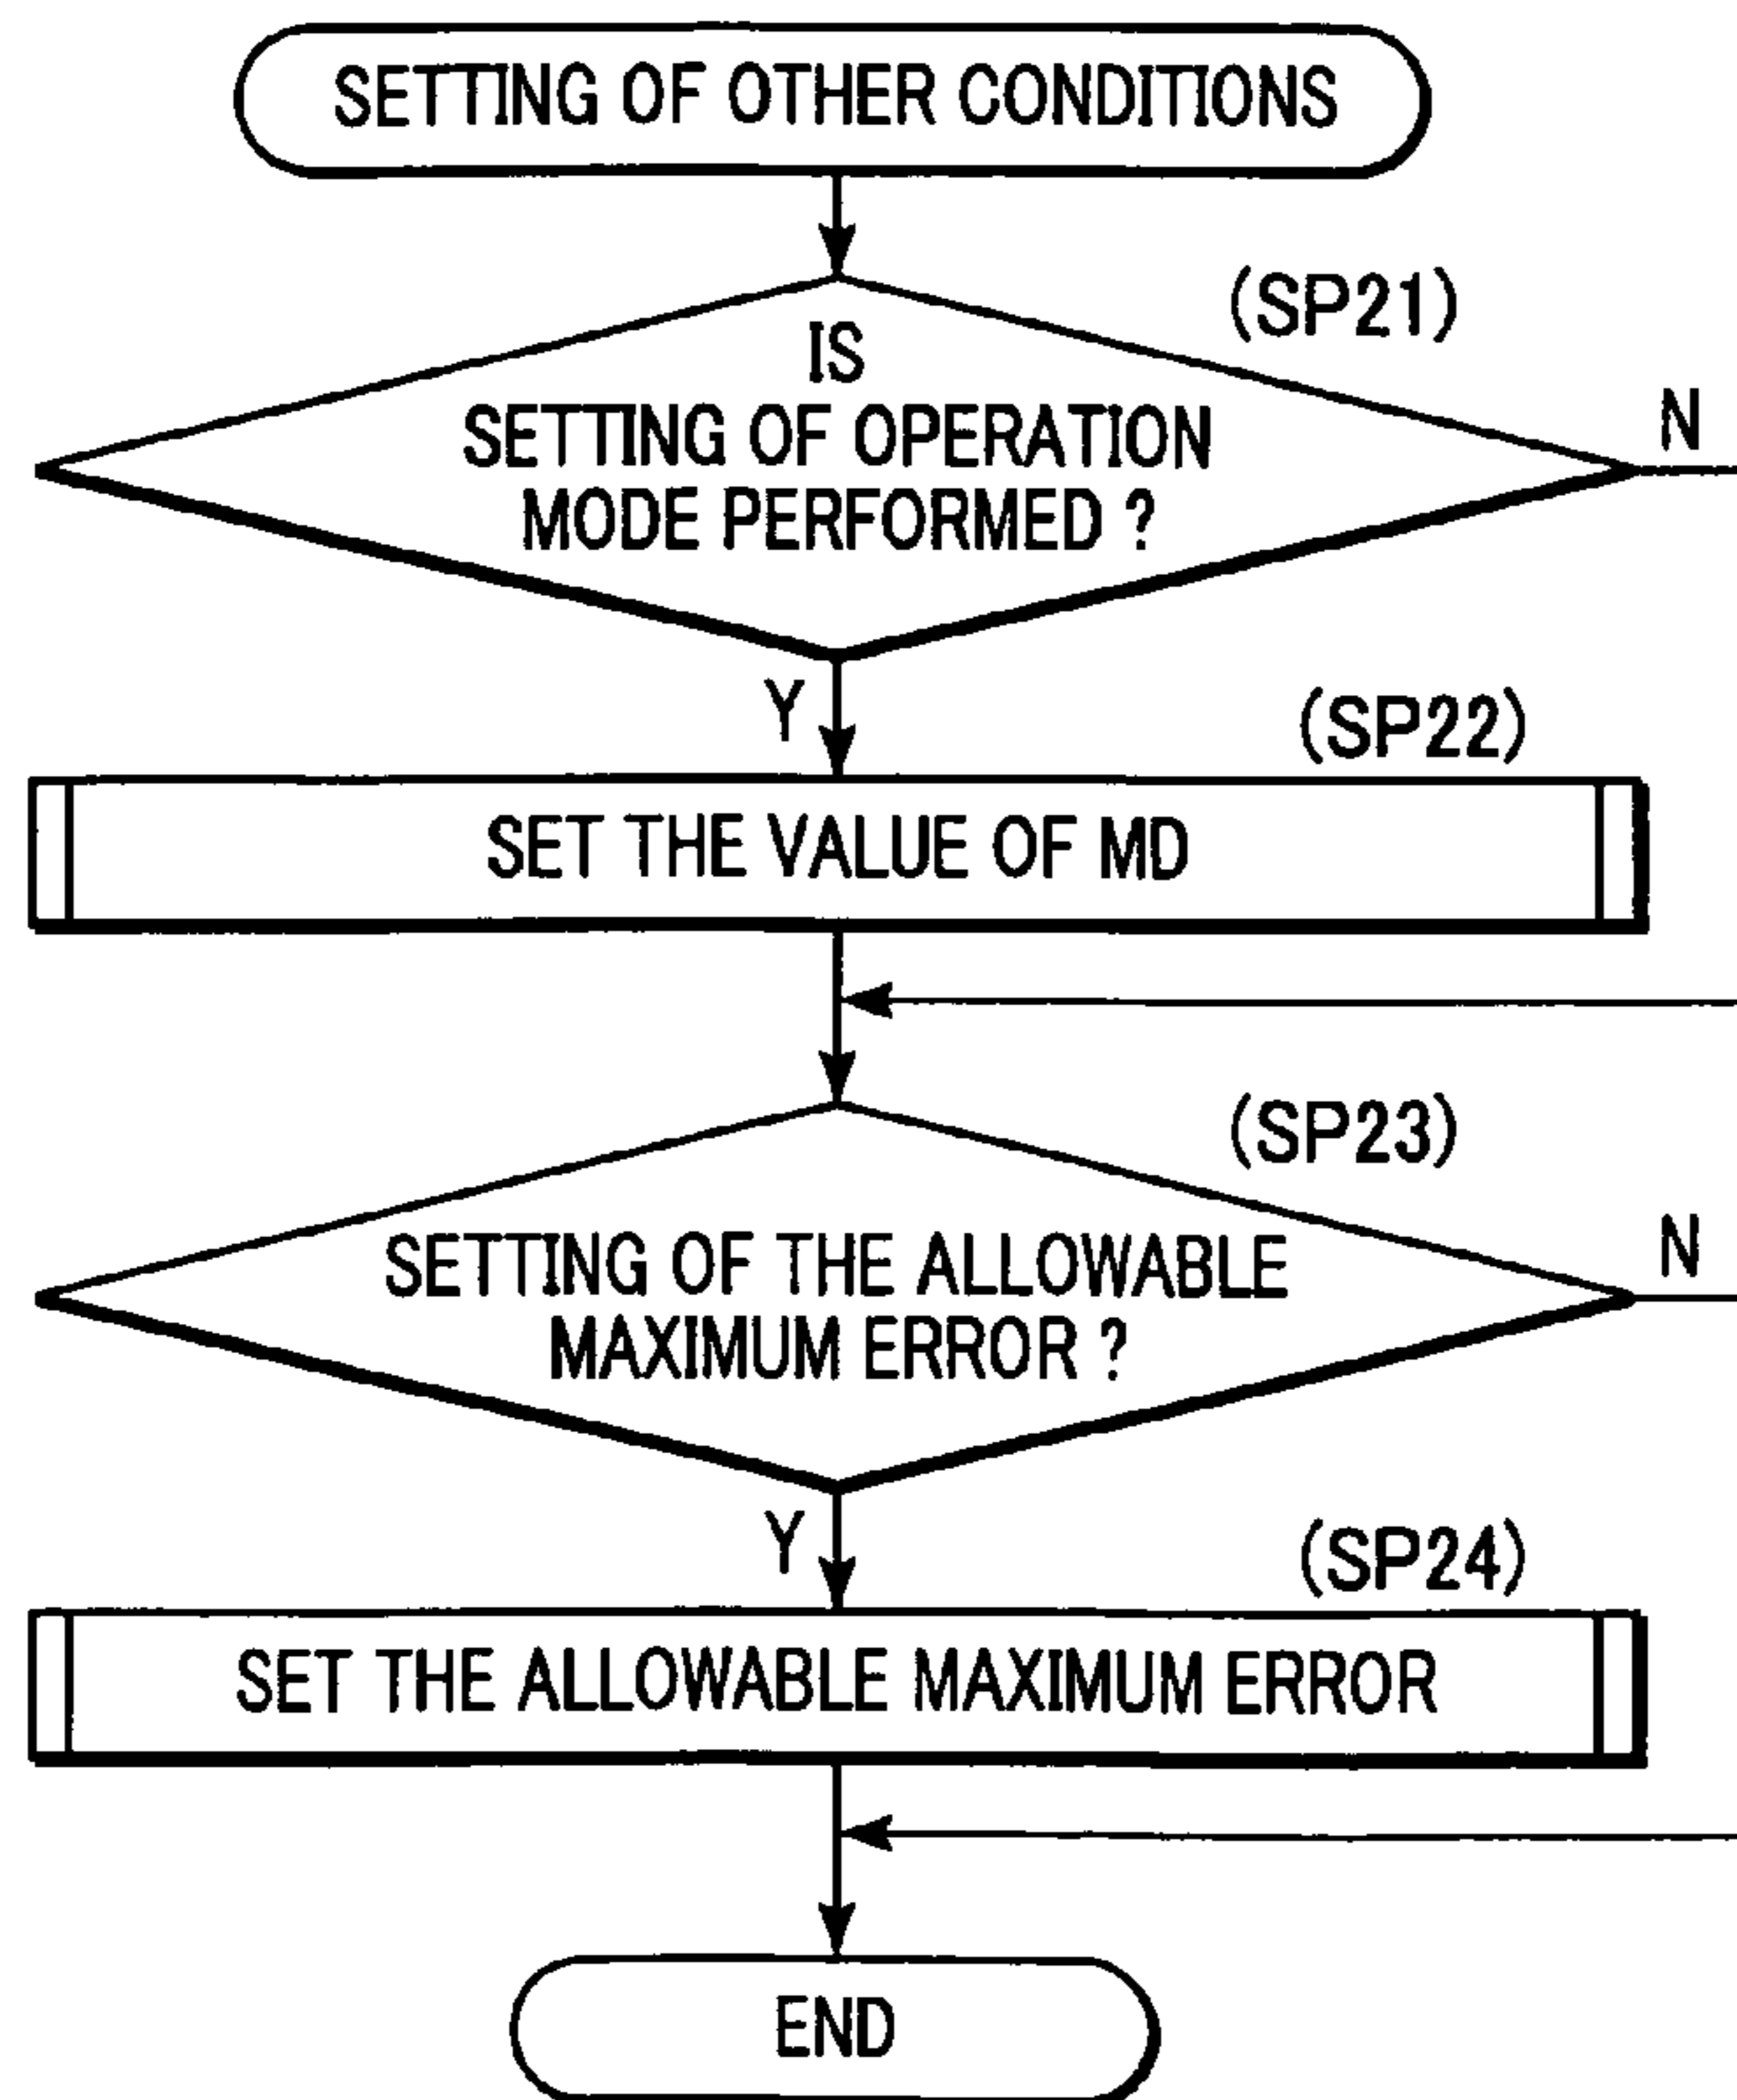 SETTING OF OTHER CONDITIONS
(SP21)
IS
SETTING OF OPERATION
MODE PERFORMED ?
N
Y
(SP22)
SET THE VALUE OF MD
(SP23)
SETTING OF THE ALLOWABLE
MAXIMUM ERROR ?
N
Y
(SP24)
SET THE ALLOWABLE MAXIMUM ERROR
END